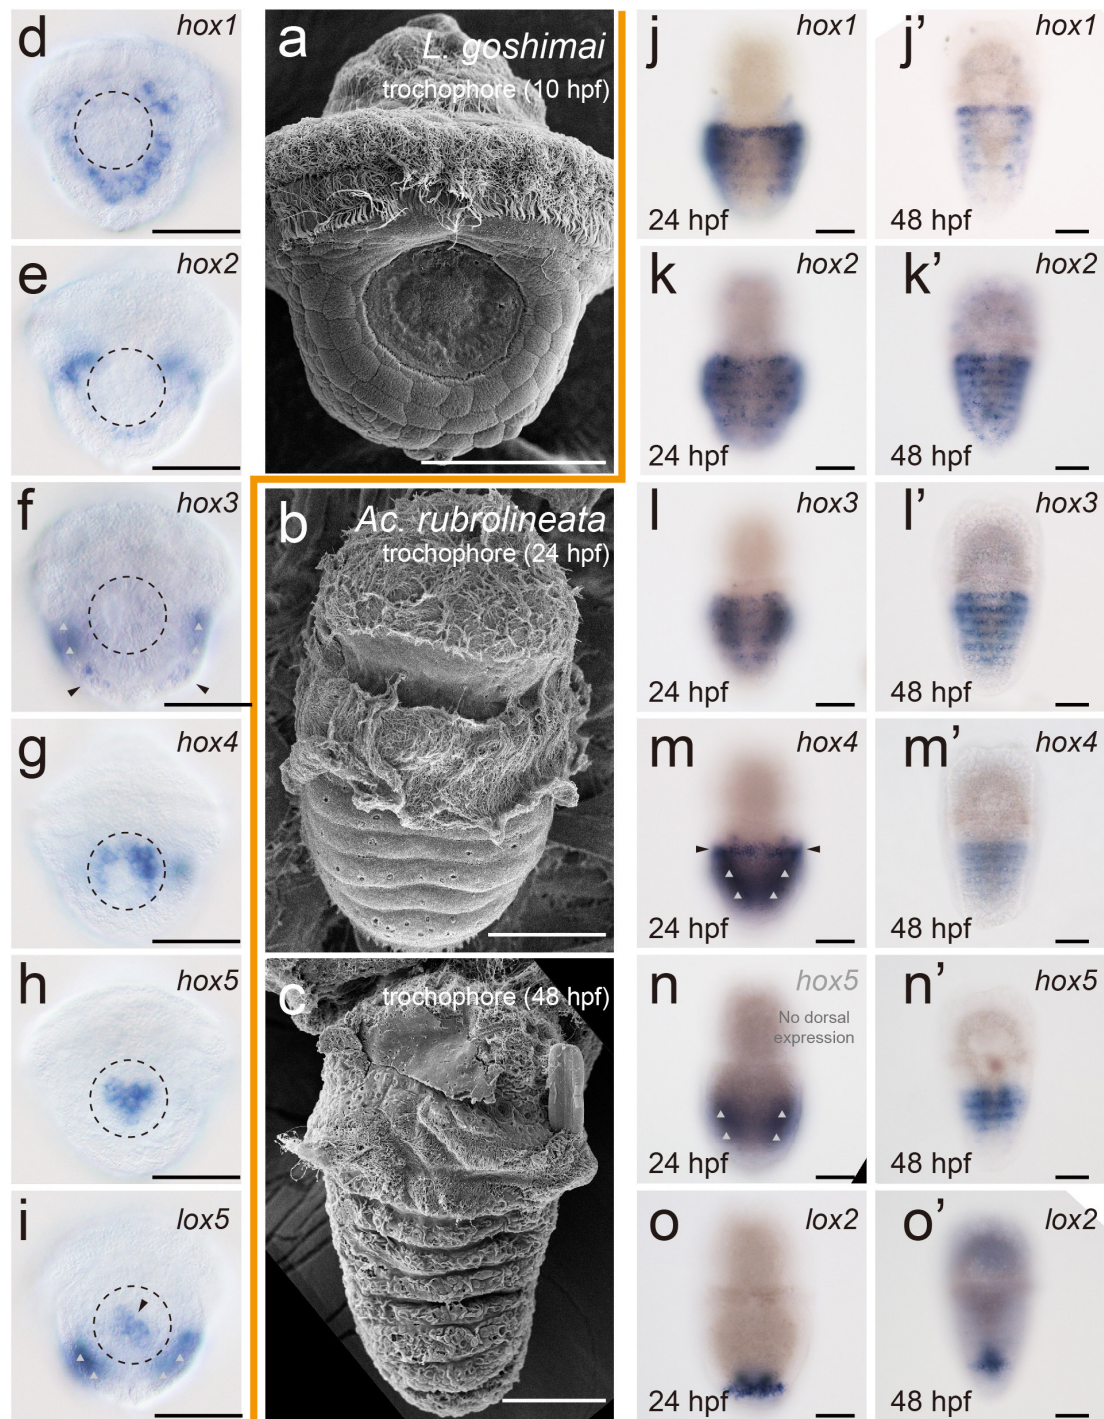 d hox1
e hox2
f hox3
g hox4
h hox5
i lox5
a L. goshimai
trochophore (10 hpf)
b Ac. rubrolineata
trochophore (24 hpf)
c trochophore (48 hpf)
j hox1
24 hpf
j’ hox1
48 hpf
k hox2
24 hpf
k’ hox2
48 hpf
l hox3
24 hpf
l’ hox3
48 hpf
m hox4
24 hpf
m’ hox4
48 hpf
n hox5
No dorsal
expression
24 hpf
n’ hox5
48 hpf
o lox2
24 hpf
o’ lox2
48 hpf